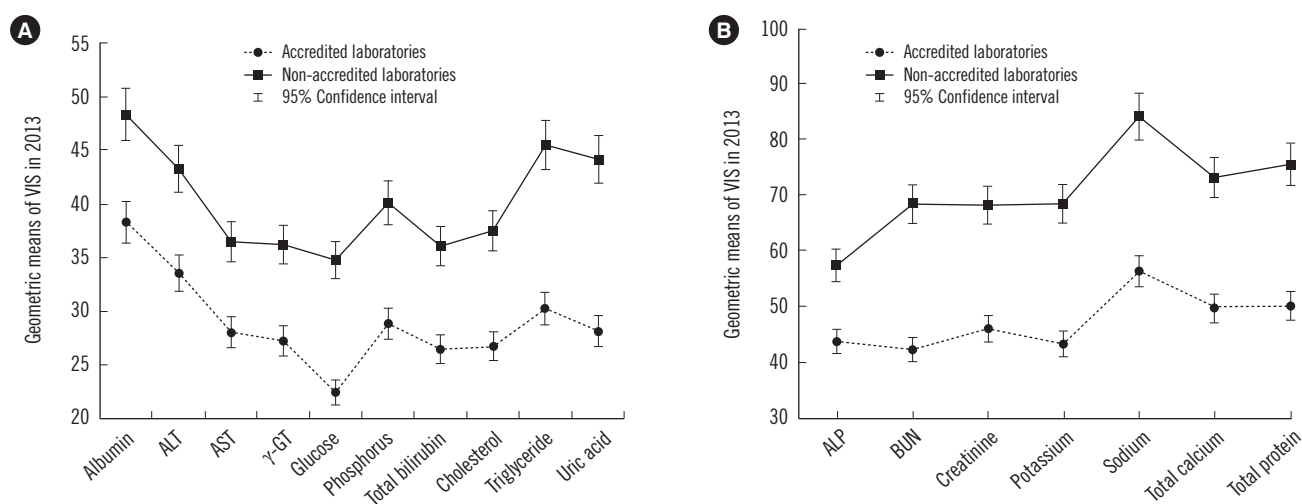 A
Geometric means of VIS in 2013
55
50
45
40
35
30
25
20
Accredited laboratories
Non-accredited laboratories
95% Confidence interval
Albumin
ALT
AST
γ-GT
Glucose
Phosphorus
Total bilirubin
Cholesterol
Triglyceride
Uric acid
B
Geometric means of VIS in 2013
100
90
80
70
60
50
40
30
Accredited laboratories
Non-accredited laboratories
95% Confidence interval
ALP
BUN
Creatinine
Potassium
Sodium
Total calcium
Total protein